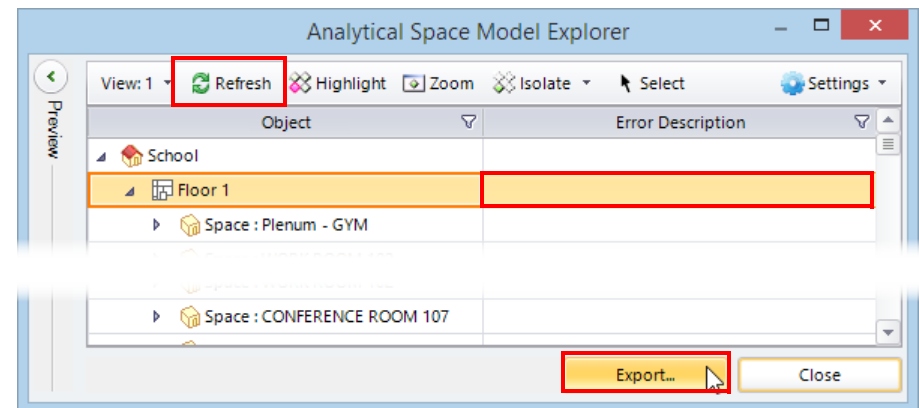 Analytical Space Model Explorer
View: 1 Refresh Highlight Zoom Isolate Select Settings
Preview
Object Error Description
School
Floor 1
Space : Plenum - GYM
Space : CONFERENCE ROOM 107
Export... Close